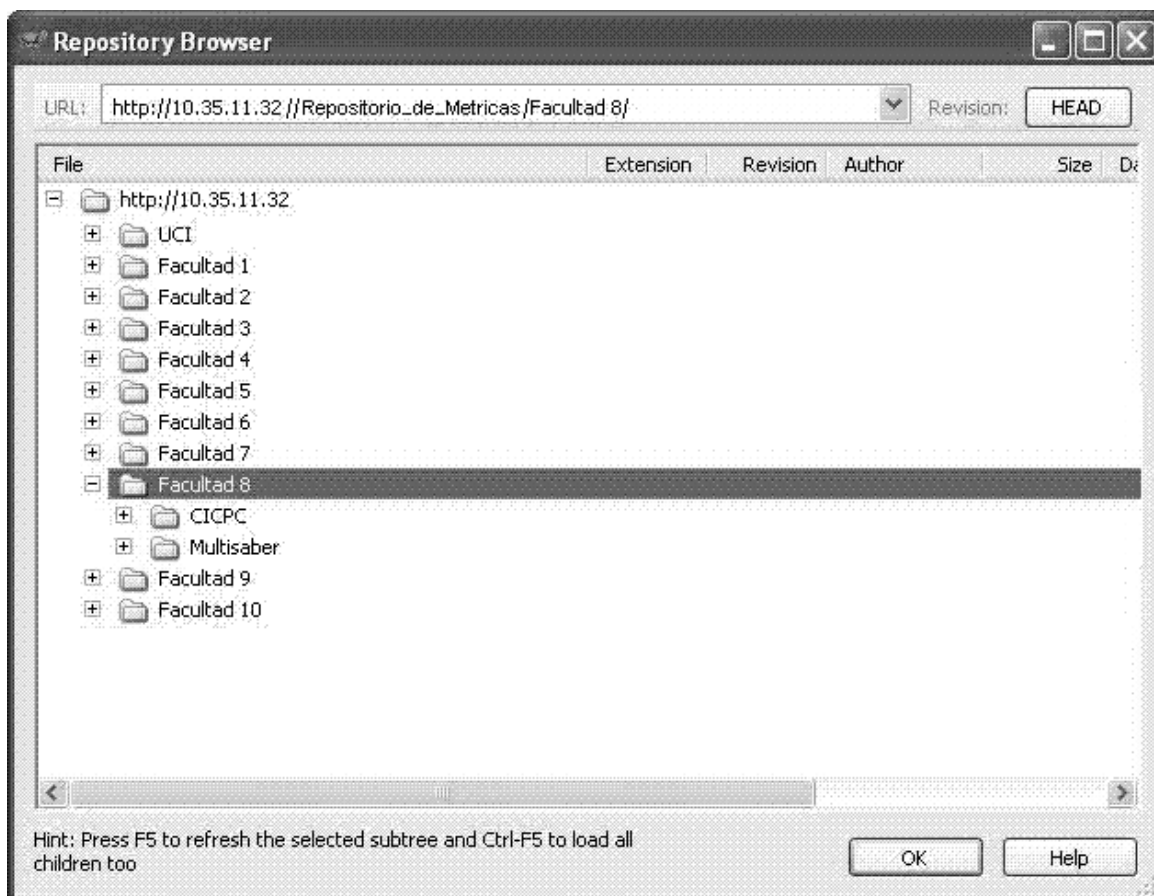 Repository Browser
URL: http://10.35.11.32//Repositorio_de_Metricas/Facultad 8/ Revision: HEAD
File Extension Revision Author Size Da
http://10.35.11.32
UCI
Facultad 1
Facultad 2
Facultad 3
Facultad 4
Facultad 5
Facultad 6
Facultad 7
Facultad 8
CICPC
Multisaber
Facultad 9
Facultad 10
Hint: Press F5 to refresh the selected subtree and Ctrl-F5 to load all
children too
OK Help